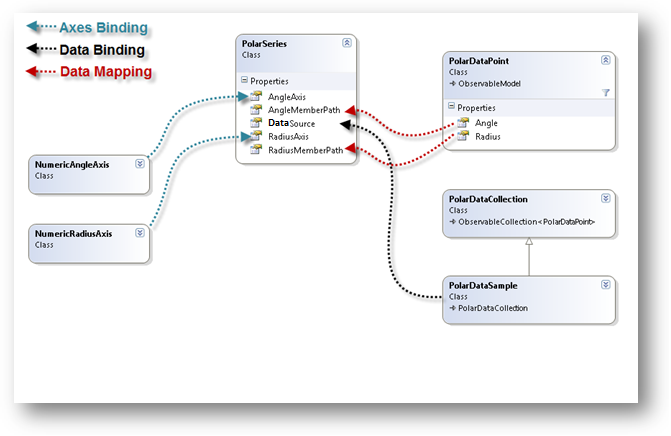 Axes Binding
Data Binding
Data Mapping
PolarSeries
Class
Properties
AngleAxis
AngleMemberPath
DataSource
RadiusAxis
RadiusMemberPath
PolarDataPoint
Class
ObservableModel
Properties
Angle
Radius
NumericAngleAxis
Class
NumericRadiusAxis
Class
PolarDataCollection
Class
ObservableCollection<PolarDataPoint>
PolarDataSample
Class
PolarDataCollection